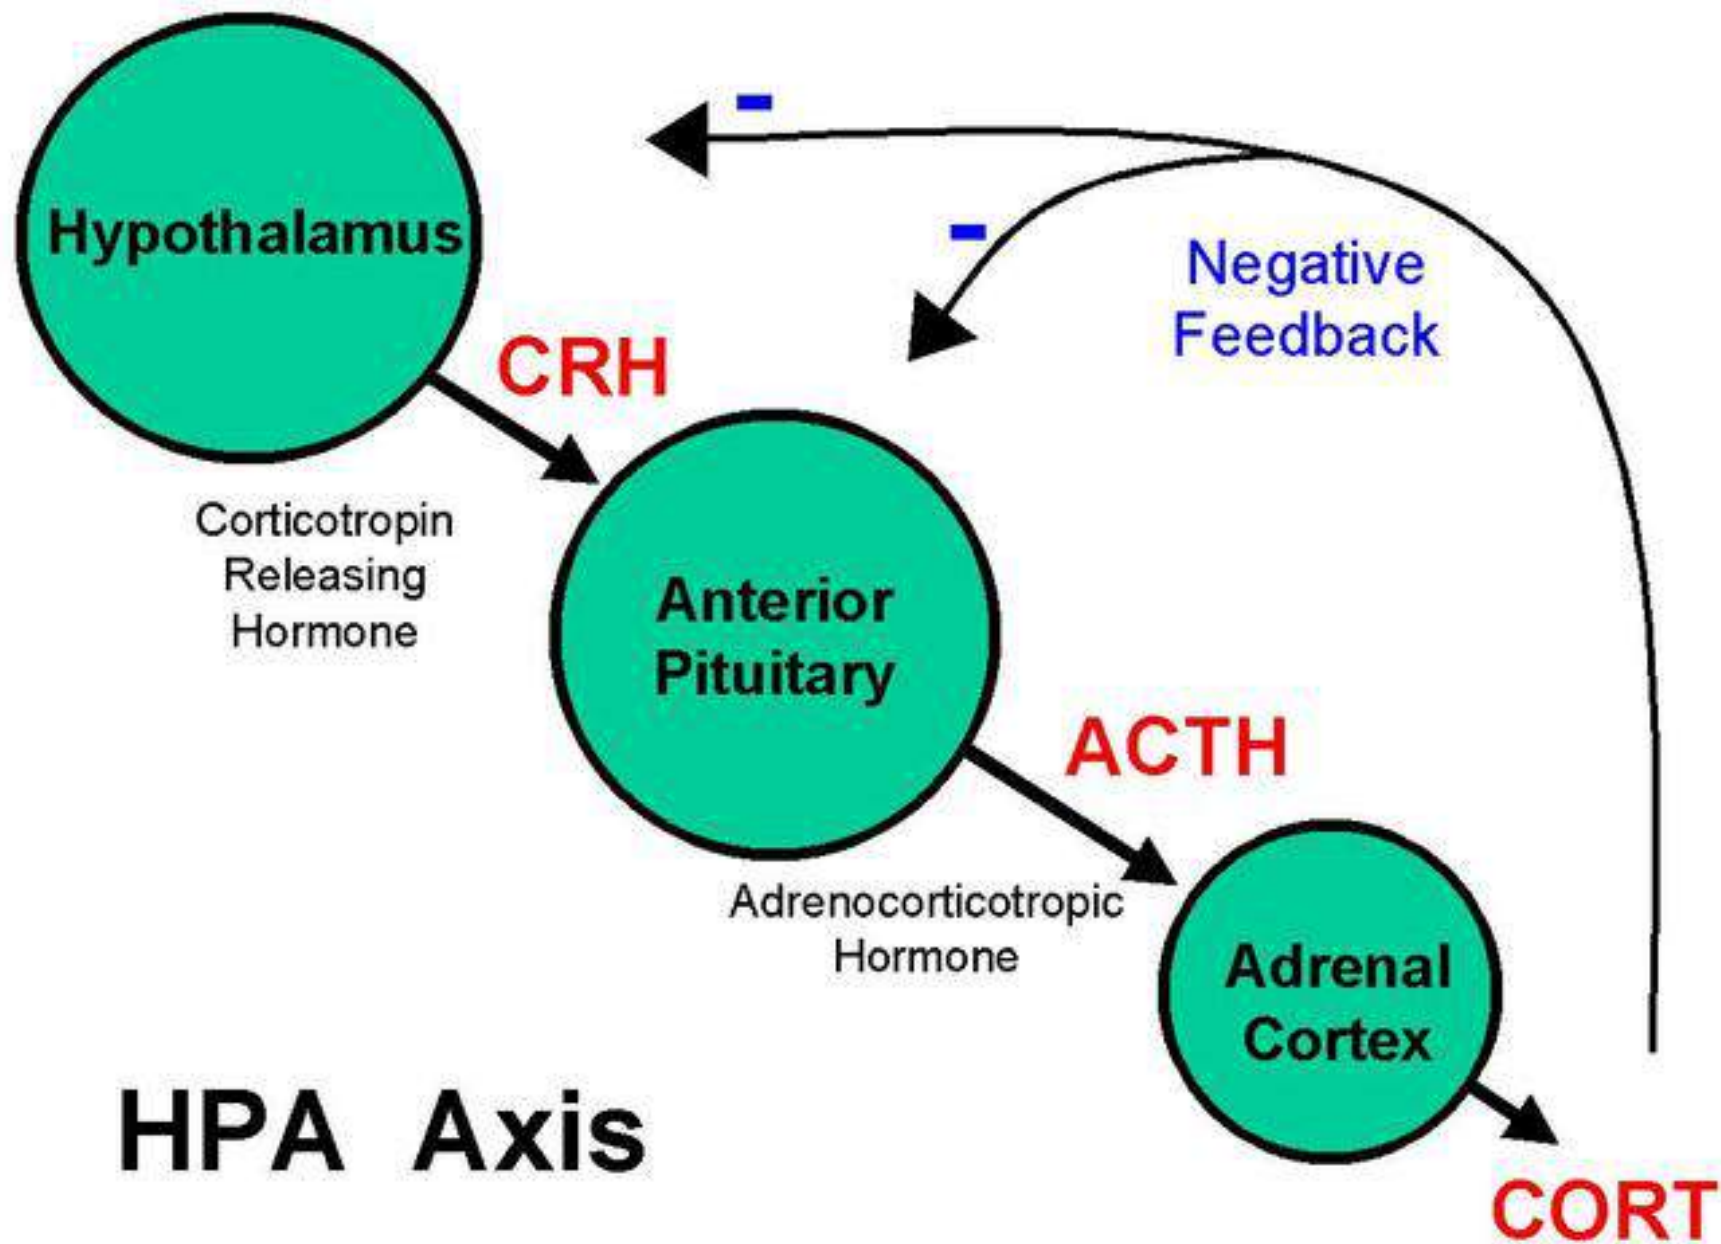 -
-
Hypothalamus
Negative
Feedback
CRH
Corticotropin
Releasing
Hormone
Anterior
Pituitary
ACTH
Adrenocorticotropic
Hormone
Adrenal
Cortex
HPA Axis
CORT